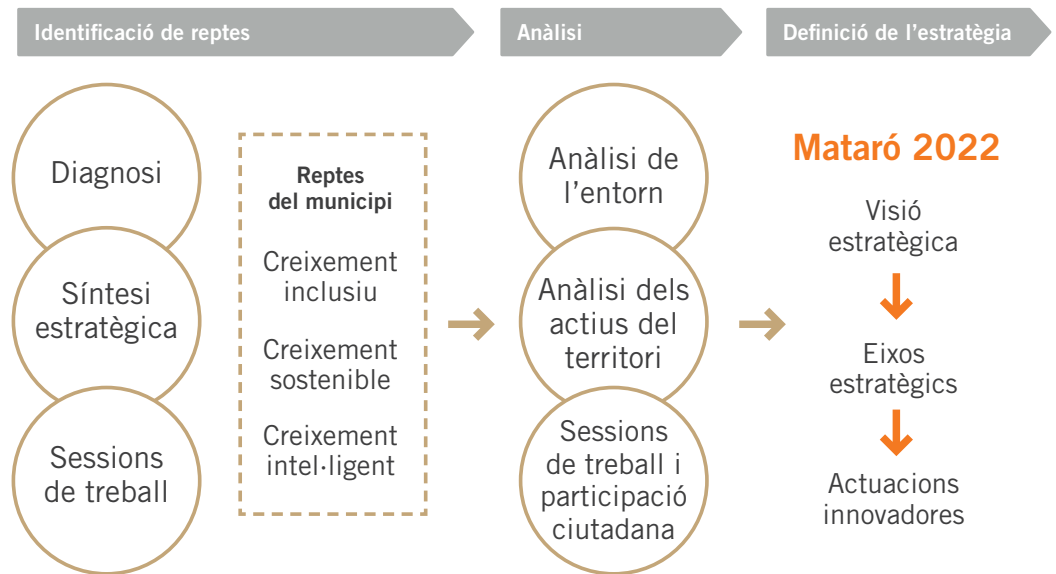 Identificació de reptes
Anàlisi
Definició de l'estratègia
Diagnosi
Síntesi
estratègica
Sessions
de treball
Reptes
del municipi
Creixement
inclusiu
Creixement
sostenible
Creixement
intel·ligent
Anàlisi de
l'entorn
Anàlisi dels
actius del
territori
Sessions
de treball i
participació
ciutadana
Mataró 2022
Visió
estratègica
Eixos
estratègics
Actuacions
innovadores